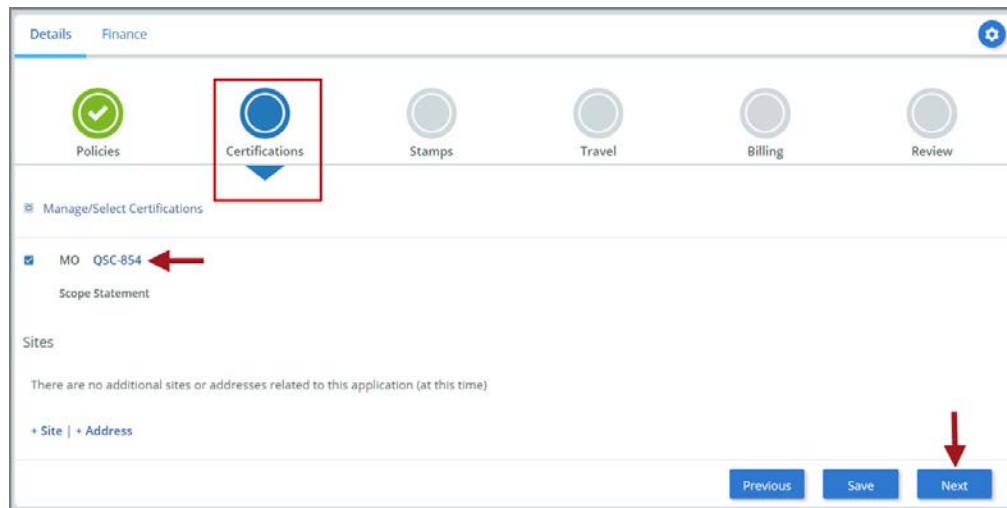 Details Finance
Policies Certifications Stamps Travel Billing Review
Manage/Select Certifications
MO QSC-854
Scope Statement
Sites
There are no additional sites or addresses related to this application (at this time)
+ Site | + Address
Previous Save Next